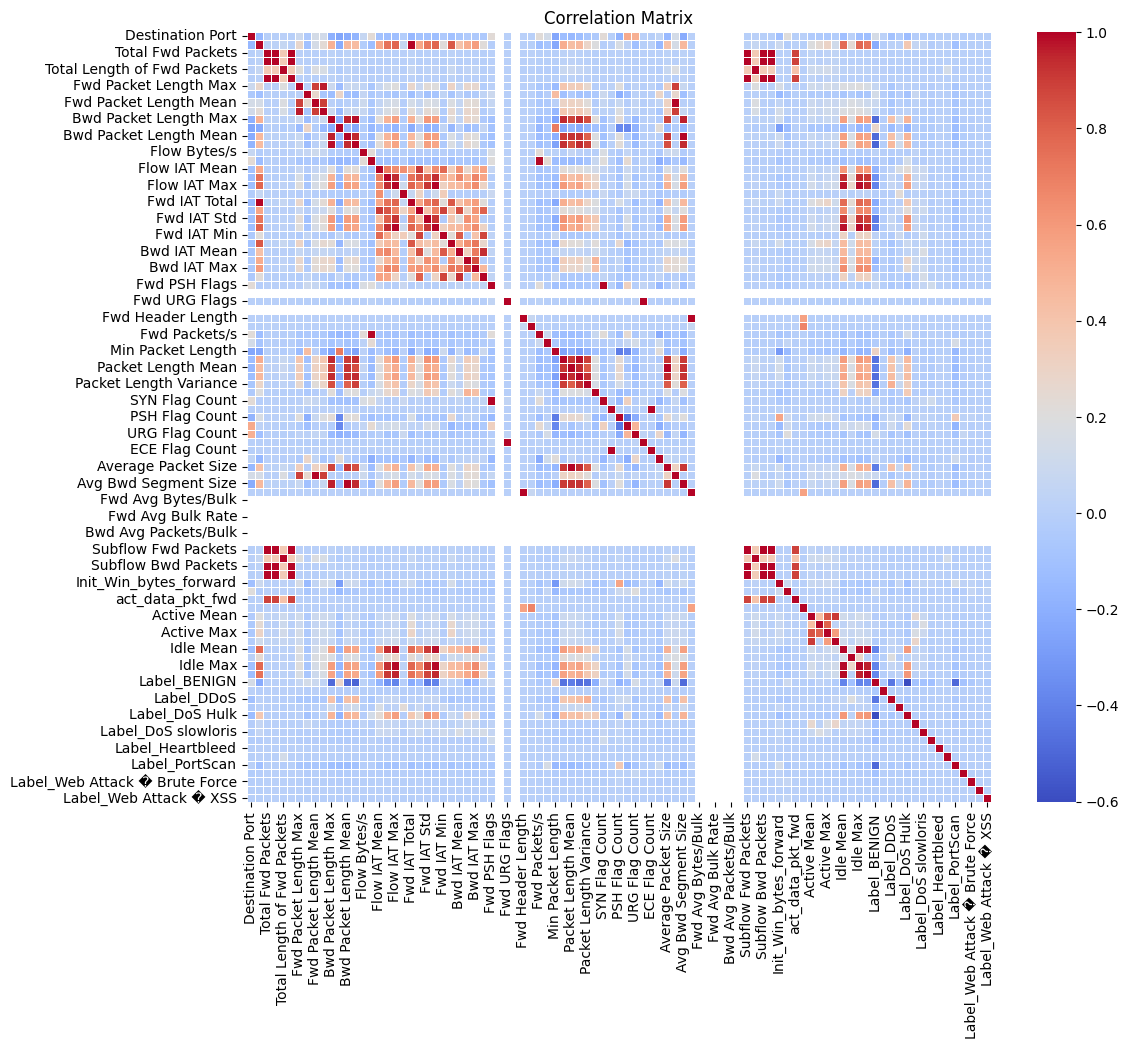 Correlation Matrix
Destination Port
Total Fwd Packets
Total Length of Fwd Packets
Fwd Packet Length Max
Fwd Packet Length Mean
Bwd Packet Length Max
Bwd Packet Length Mean
Flow Bytes/s
Flow IAT Mean
Flow IAT Max
Fwd IAT Total
Fwd IAT Std
Fwd IAT Min
Bwd IAT Mean
Bwd IAT Max
Fwd PSH Flags
Fwd URG Flags
Fwd Header Length
Fwd Packets/s
Min Packet Length
Packet Length Mean
Packet Length Variance
SYN Flag Count
PSH Flag Count
URG Flag Count
ECE Flag Count
Average Packet Size
Avg Bwd Segment Size
Fwd Avg Bytes/Bulk
Fwd Avg Bulk Rate
Bwd Avg Packets/Bulk
Subflow Fwd Packets
Subflow Bwd Packets
Init_Win_bytes_forward
act_data_pkt_fwd
Active Mean
Active Max
Idle Mean
Idle Max
Label_BENIGN
Label_DDoS
Label_DoS Hulk
Label_DoS slowloris
Label_Heartbleed
Label_PortScan
Label_Web Attack � Brute Force
Label_Web Attack � XSS
Destination Port
Total Fwd Packets
Total Length of Fwd Packets
Fwd Packet Length Max
Fwd Packet Length Mean
Bwd Packet Length Max
Bwd Packet Length Mean
Flow Bytes/s
Flow IAT Mean
Flow IAT Max
Fwd IAT Total
Fwd IAT Std
Fwd IAT Min
Bwd IAT Mean
Bwd IAT Max
Fwd PSH Flags
Fwd URG Flags
Fwd Header Length
Fwd Packets/s
Min Packet Length
Packet Length Mean
Packet Length Variance
SYN Flag Count
PSH Flag Count
URG Flag Count
ECE Flag Count
Average Packet Size
Avg Bwd Segment Size
Fwd Avg Bytes/Bulk
Fwd Avg Bulk Rate
Bwd Avg Packets/Bulk
Subflow Fwd Packets
Subflow Bwd Packets
Init_Win_bytes_forward
act_data_pkt_fwd
Active Mean
Active Max
Idle Mean
Idle Max
Label_BENIGN
Label_DDoS
Label_DoS Hulk
Label_DoS slowloris
Label_Heartbleed
Label_PortScan
Label_Web Attack � Brute Force
Label_Web Attack � XSS
1.0
0.8
0.6
0.4
0.2
0.0
−0.2
−0.4
−0.6